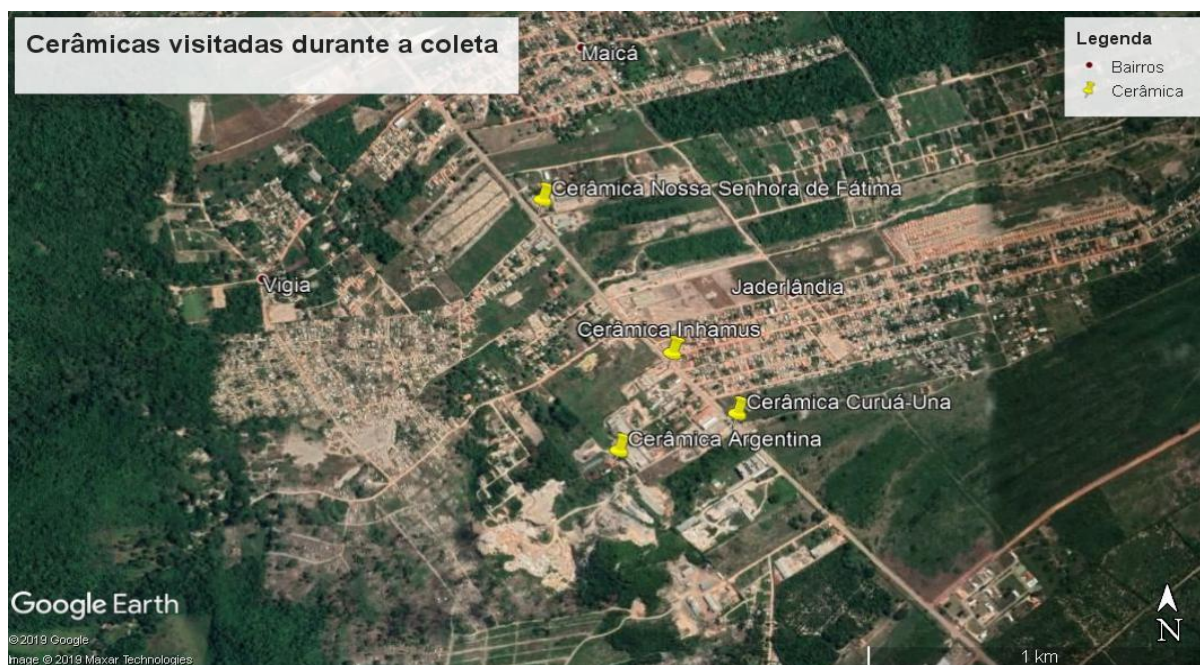 Cerâmicas visitadas durante a coleta
Legenda
Bairros
Cerâmica
Maicá
Cerâmica Nossa Senhora de Fátima
Vigia
Jaderlândia
Cerâmica Inhamus
Cerâmica Curuá-Una
Cerâmica Argentina
Google Earth
© 2019 Google
Image © 2019 Maxar Technologies
1 km
N